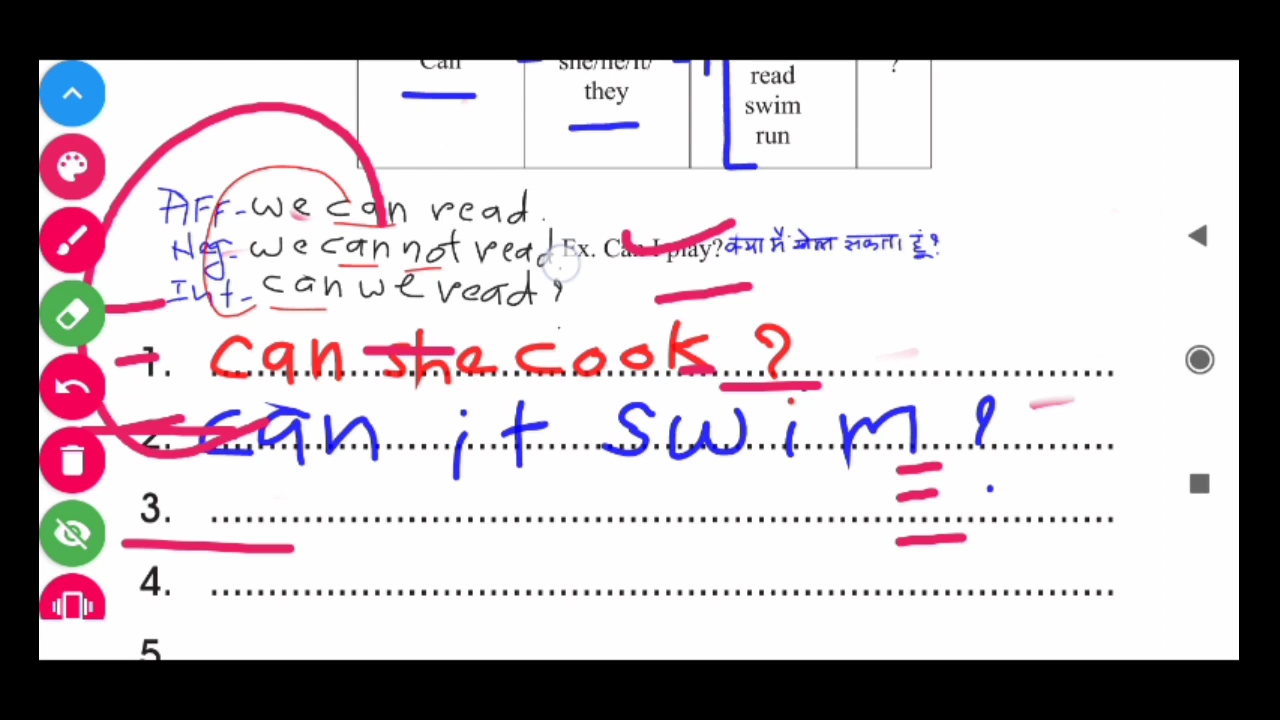 Can she/he/it/ read ?
they swim
run
Aff-we can read.
Neg-we can not read. Ex. Can I play? क्या मैं खेल सकता हूं?
Int- can we read?
1. can she cook ?
2. can it swim ?
3.
4.
5